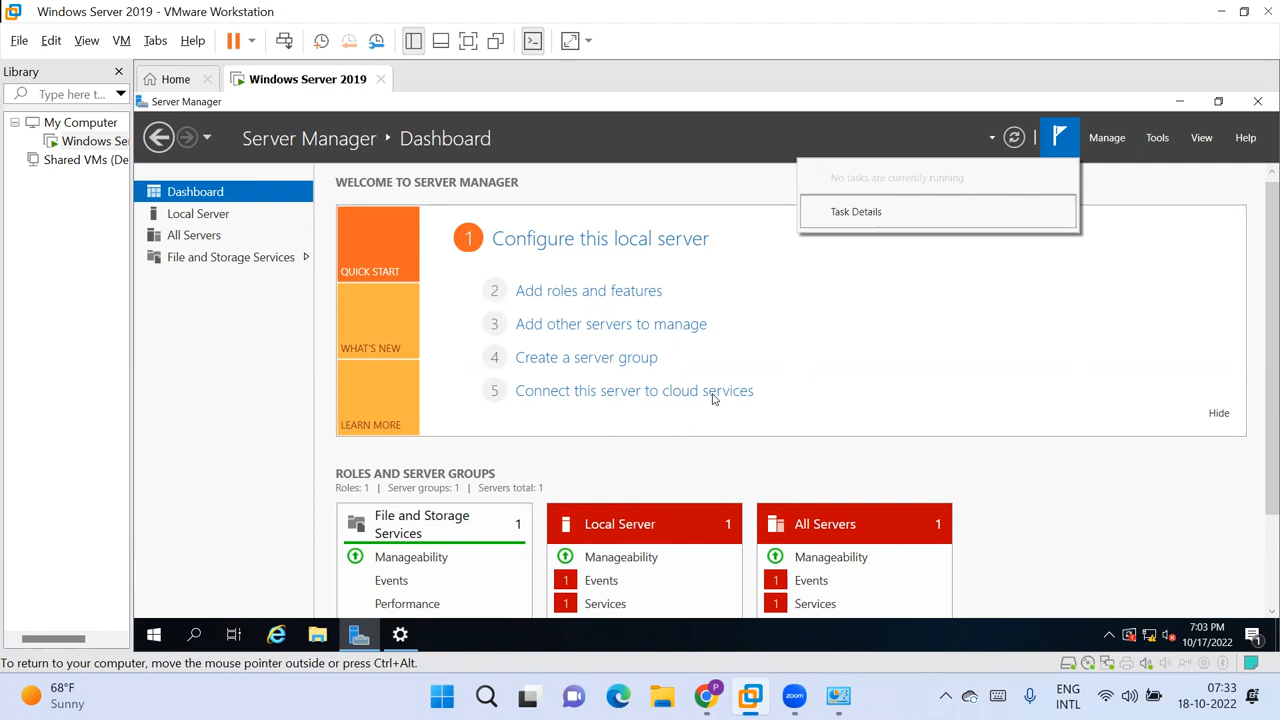 Windows Server 2019 - VMware Workstation
File Edit View VM Tabs Help
Library
Type here t...
My Computer
Windows Se
Shared VMs (De
Home
Windows Server 2019
Server Manager
Server Manager ‣ Dashboard
Manage Tools View Help
No tasks are currently running
Task Details
Dashboard
Local Server
All Servers
File and Storage Services
WELCOME TO SERVER MANAGER
QUICK START
WHAT'S NEW
LEARN MORE
1 Configure this local server
2 Add roles and features
3 Add other servers to manage
4 Create a server group
5 Connect this server to cloud services
Hide
ROLES AND SERVER GROUPS
Roles: 1 | Server groups: 1 | Servers total: 1
File and Storage Services 1
Manageability
Events
Performance
Local Server 1
Manageability
1 Events
1 Services
All Servers 1
Manageability
1 Events
1 Services
7:03 PM
10/17/2022
1
To return to your computer, move the mouse pointer outside or press Ctrl+Alt.
68°F
Sunny
P
zoom
ENG
INTL
07:33
18-10-2022